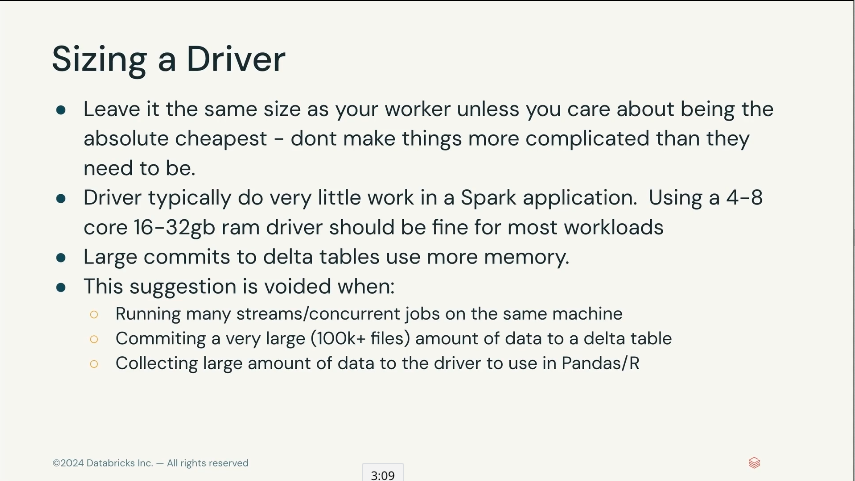 Sizing a Driver
● Leave it the same size as your worker unless you care about being the
absolute cheapest - dont make things more complicated than they
need to be.
● Driver typically do very little work in a Spark application.  Using a 4-8
core 16-32gb ram driver should be fine for most workloads
● Large commits to delta tables use more memory.
● This suggestion is voided when:
○ Running many streams/concurrent jobs on the same machine
○ Commiting a very large (100k+ files) amount of data to a delta table
○ Collecting large amount of data to the driver to use in Pandas/R
©2024 Databricks Inc. — All rights reserved
3:09